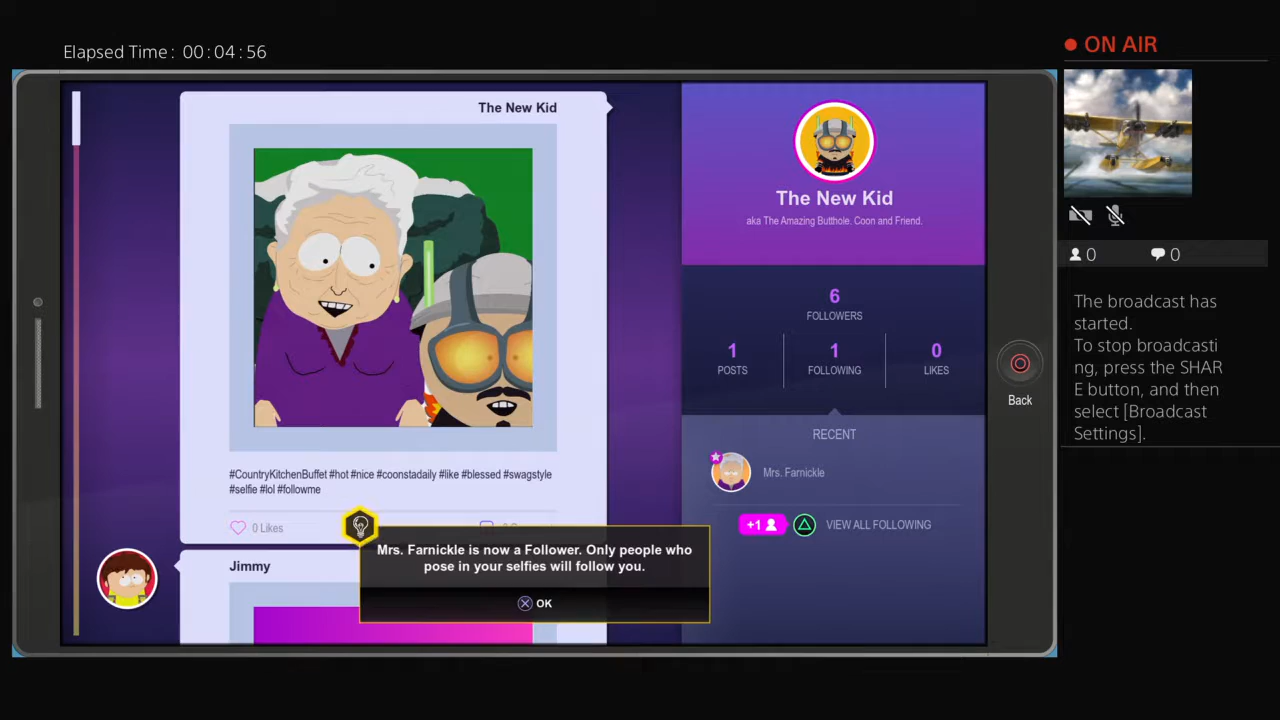 Elapsed Time: 00:04:56
ON AIR
The New Kid
#CountryKitchenBuffet #hot #nice #coonstadaily #like #blessed #swagstyle
#selfie #lol #followme
0 Likes
Jimmy
Mrs. Farnickle is now a Follower. Only people who
pose in your selfies will follow you.
OK
The New Kid
aka The Amazing Butthole. Coon and Friend.
6
FOLLOWERS
1
POSTS
1
FOLLOWING
0
LIKES
RECENT
Mrs. Farnickle
+1
VIEW ALL FOLLOWING
Back
0
0
The broadcast has
started.
To stop broadcasti
ng, press the SHAR
E button, and then
select [Broadcast
Settings].